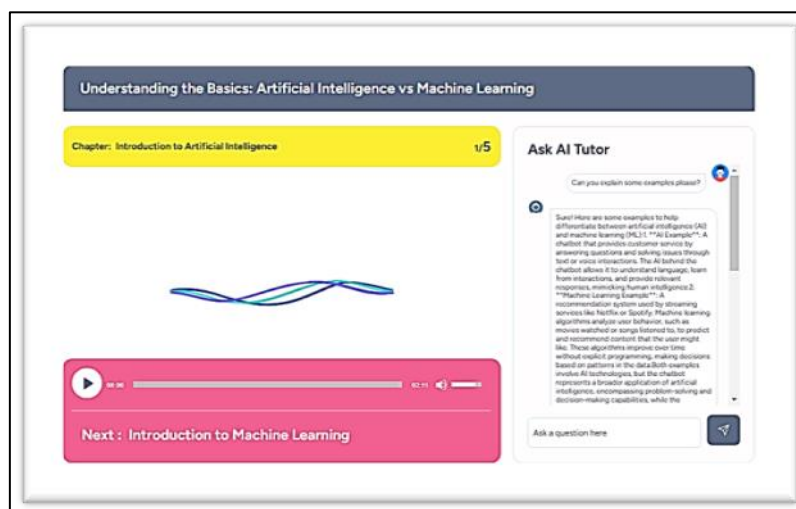 Understanding the Basics: Artificial Intelligence vs Machine Learning
Chapter: Introduction to Artificial Intelligence
1/5
00:00
02:11
Next : Introduction to Machine Learning
Ask AI Tutor
Can you explain some examples please?
Sure! Here are some examples to help
differentiate between artificial intelligence (AI)
and machine learning (ML):1. **AI Example**: A
chatbot that provides customer service by
answering questions and solving issues through
text or voice interactions. The AI behind the
chatbot allows it to understand language, learn
from interactions, and provide relevant
responses, mimicking human intelligence.2.
**Machine Learning Example**: A
recommendation system used by streaming
services like Netflix or Spotify. Machine learning
algorithms analyze user behavior, such as
movies watched or songs listened to, to predict
and recommend content that the user might
like. These algorithms improve over time
without explicit programming, making decisions
based on patterns in the data.Both examples
involve AI technologies, but the chatbot
represents a broader application of artificial
intelligence, encompassing problem-solving and
decision-making capabilities, while the
Ask a question here